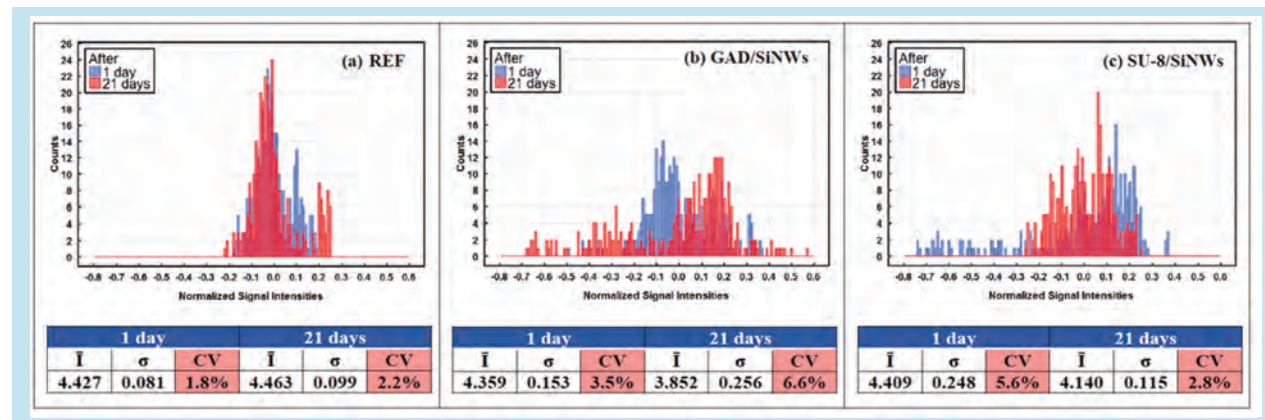 (a) REF
After
1 day
21 days
26
24
22
20
18
16
14
12
10
8
6
4
2
0
Counts
-0.8 -0.7 -0.6 -0.5 -0.4 -0.3 -0.2 -0.1 0.0 0.1 0.2 0.3 0.4 0.5 0.6
Normalized Signal Intensities
1 day 21 days
Ī σ CV Ī σ CV
4.427 0.081 1.8% 4.463 0.099 2.2%
(b) GAD/SiNWs
After
1 day
21 days
26
24
22
20
18
16
14
12
10
8
6
4
2
0
Counts
-0.8 -0.7 -0.6 -0.5 -0.4 -0.3 -0.2 -0.1 0.0 0.1 0.2 0.3 0.4 0.5 0.6
Normalized Signal Intensities
1 day 21 days
Ī σ CV Ī σ CV
4.359 0.153 3.5% 3.852 0.256 6.6%
(c) SU-8/SiNWs
After
1 day
21 days
26
24
22
20
18
16
14
12
10
8
6
4
2
0
Counts
-0.8 -0.7 -0.6 -0.5 -0.4 -0.3 -0.2 -0.1 0.0 0.1 0.2 0.3 0.4 0.5 0.6
Normalized Signal Intensities
1 day 21 days
Ī σ CV Ī σ CV
4.409 0.248 5.6% 4.140 0.115 2.8%